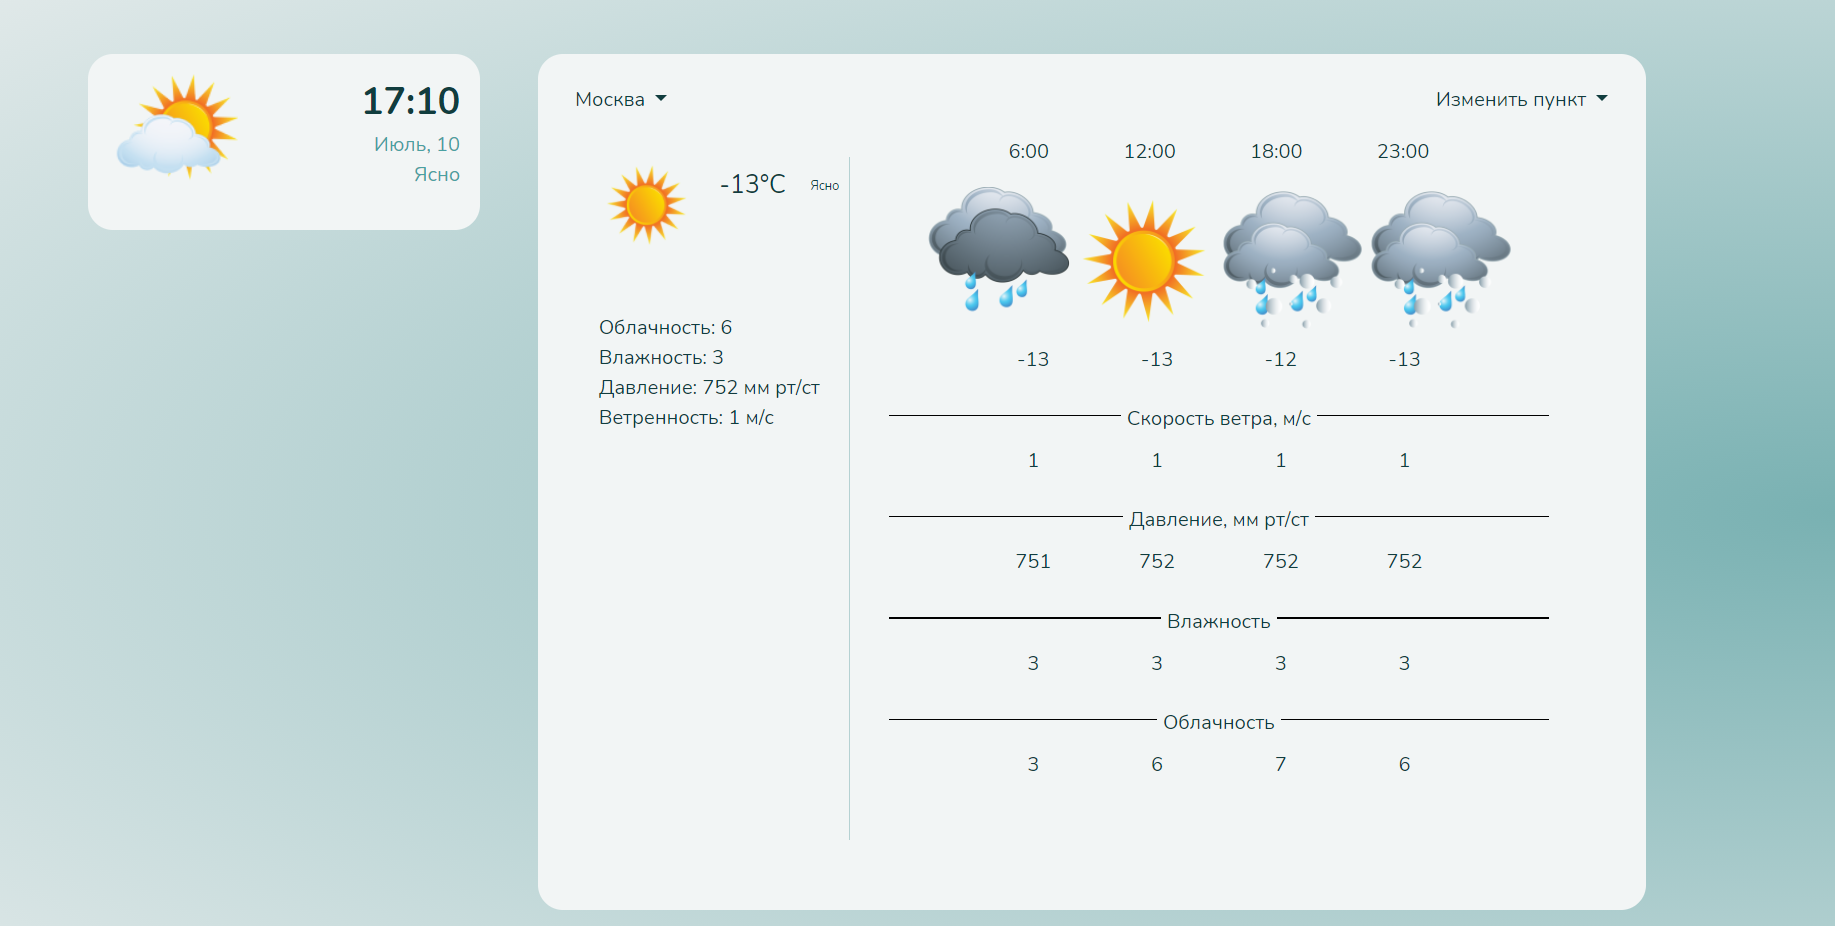 17:10
Июль, 10
Ясно
Москва
Изменить пункт
-13°C Ясно
Облачность: 6
Влажность: 3
Давление: 752 мм рт/ст
Ветренность: 1 м/с
6:00 12:00 18:00 23:00
-13 -13 -12 -13
Скорость ветра, м/с
1 1 1 1
Давление, мм рт/ст
751 752 752 752
Влажность
3 3 3 3
Облачность
3 6 7 6